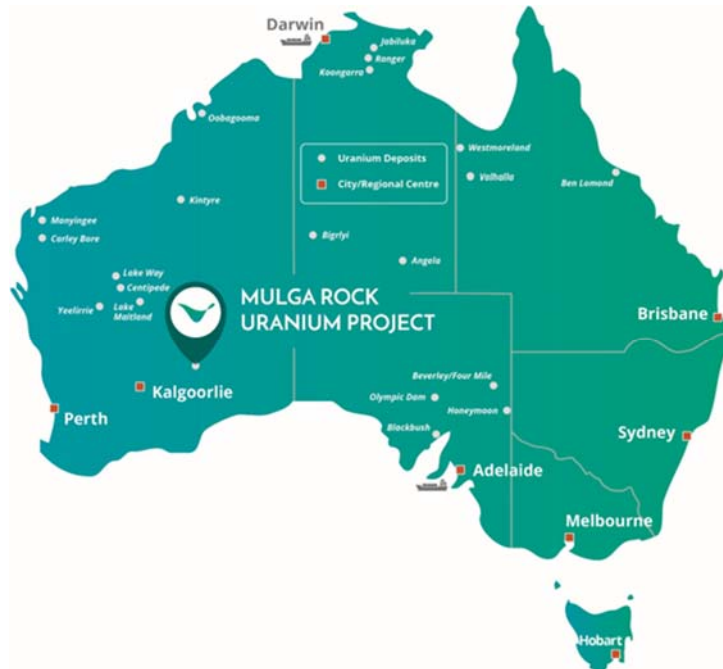 Darwin
Jabiluka
Ranger
Koongarra
Oobagooma
Uranium Deposits
City/Regional Centre
Westmoreland
Valhalla
Ben Lomond
Kintyre
Manyingee
Carley Bore
Bigrlyi
Angela
Lake Way
Centipede
Yeelirrie
Lake
Maitland
MULGA ROCK
URANIUM PROJECT
Brisbane
Kalgoorlie
Perth
Beverley/Four Mile
Olympic Dam
Honeymoon
Blackbush
Sydney
Adelaide
Melbourne
Hobart